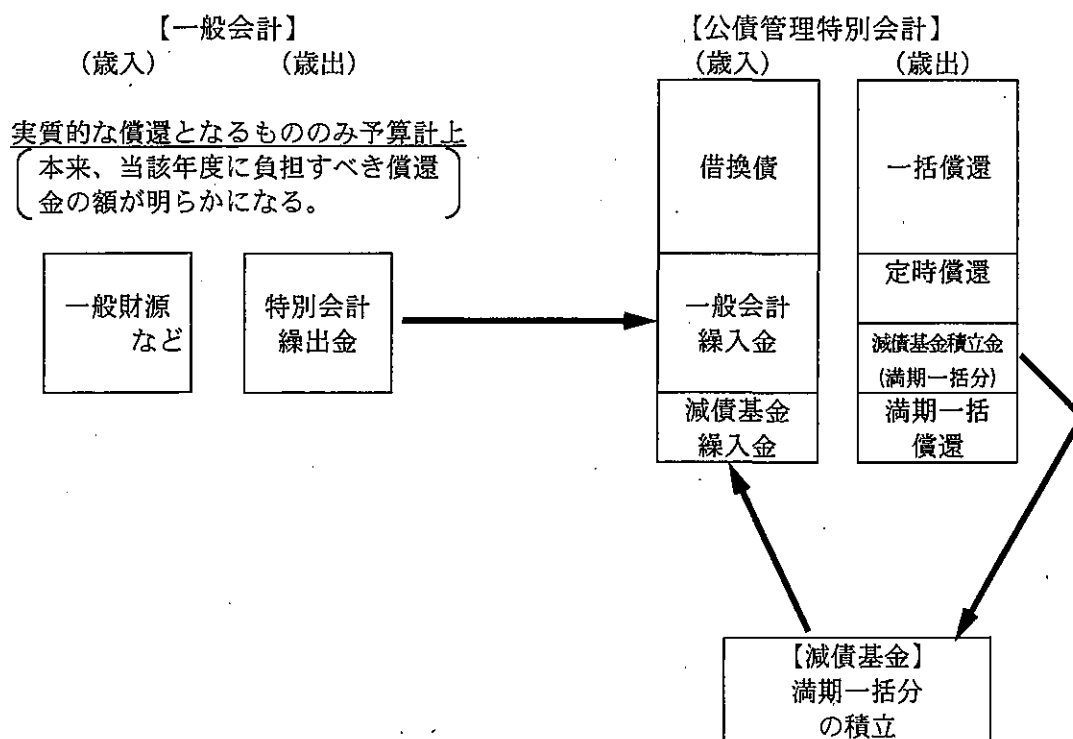 【一般会計】
(歳入)
(歳出)
実質的な償還となるもののみ予算計上
本来、当該年度に負担すべき償還
金の額が明らかになる。
一般財源
など
特別会計
繰出金
【公債管理特別会計】
(歳入)
(歳出)
借換債
一般会計
繰入金
減債基金
繰入金
一括償還
定時償還
減債基金積立金
(満期一括分)
満期一括
償還
【減債基金】
満期一括分
の積立